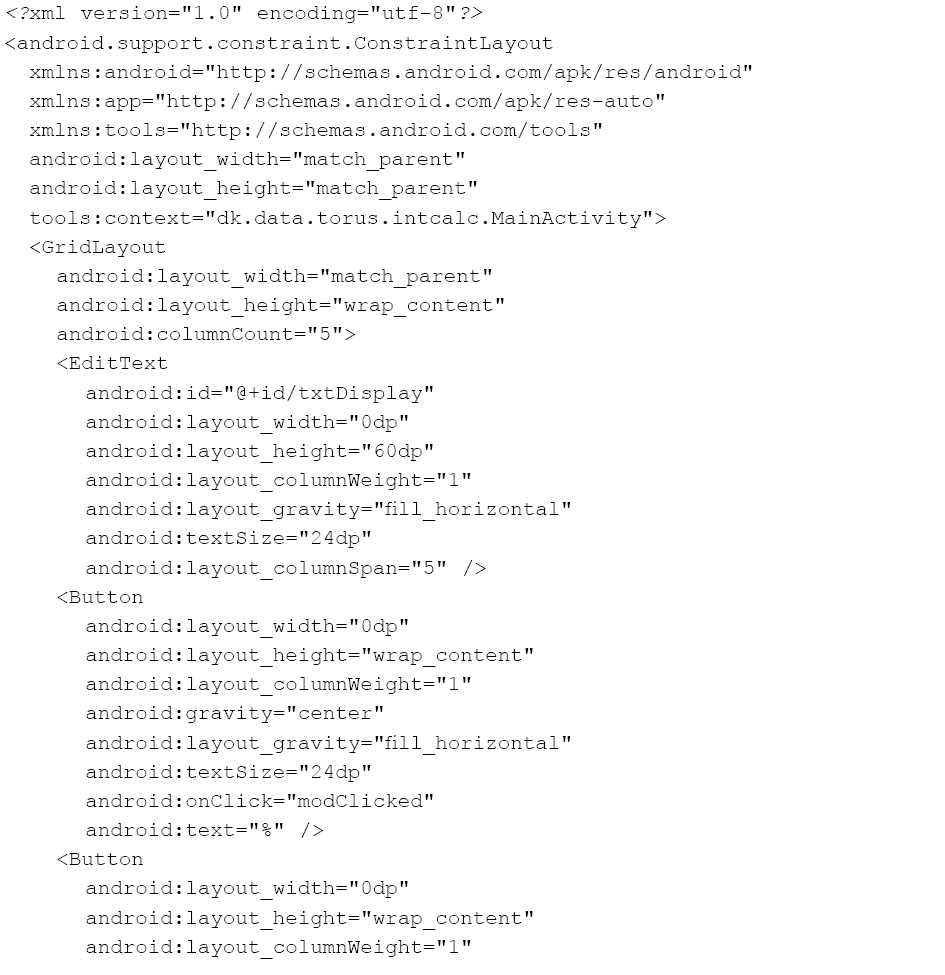 <?xml version="1.0" encoding="utf-8"?>
<android.support.constraint.ConstraintLayout
xmlns:android="http://schemas.android.com/apk/res/android"
xmlns:app="http://schemas.android.com/apk/res-auto"
xmlns:tools="http://schemas.android.com/tools"
android:layout_width="match_parent"
android:layout_height="match_parent"
tools:context="dk.data.torus.intcalc.MainActivity">
<GridLayout
android:layout_width="match_parent"
android:layout_height="wrap_content"
android:columnCount="5">
<EditText
android:id="@+id/txtDisplay"
android:layout_width="0dp"
android:layout_height="60dp"
android:layout_columnWeight="1"
android:layout_gravity="fill_horizontal"
android:textSize="24dp"
android:layout_columnSpan="5" />
<Button
android:layout_width="0dp"
android:layout_height="wrap_content"
android:layout_columnWeight="1"
android:gravity="center"
android:layout_gravity="fill_horizontal"
android:textSize="24dp"
android:onClick="modClicked"
android:text="%" />
<Button
android:layout_width="0dp"
android:layout_height="wrap_content"
android:layout_columnWeight="1"